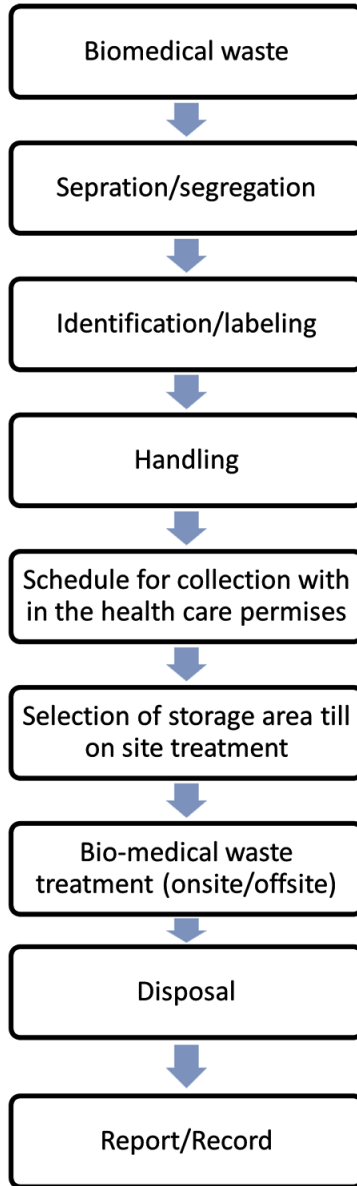 Biomedical waste
Sepration/segregation
Identification/labeling
Handling
Schedule for collection with
in the health care permises
Selection of storage area till
on site treatment
Bio-medical waste
treatment (onsite/offsite)
Disposal
Report/Record